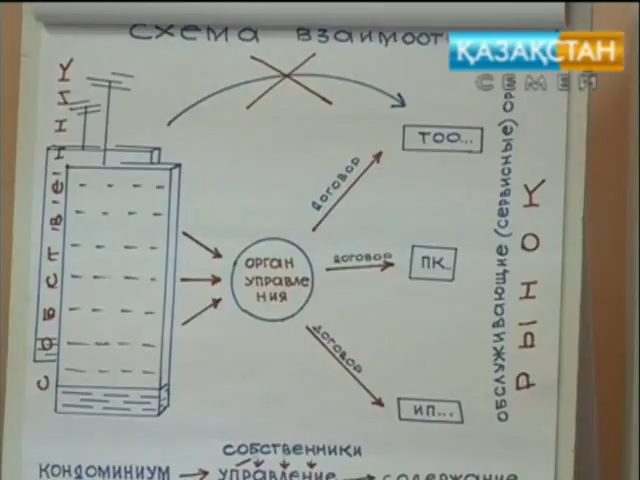 схема взаимоот
ҚАЗАҚСТАН
СЕМЕЙ
собственник
ТОО...
договор
орган
управле
ния
договор
ПК..
договор
ИП...
обслуживающие (сервисные) ор
РЫНОК
собственники
кондоминиум → управление → содержание